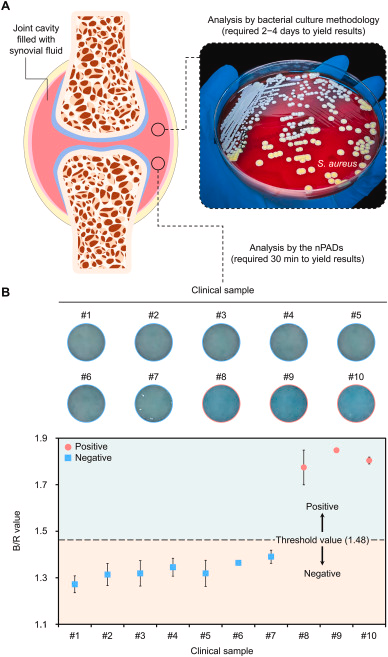 A
Joint cavity
filled with
synovial fluid
Analysis by bacterial culture methodology
(required 2–4 days to yield results)
S. aureus
Analysis by the nPADs
(required 30 min to yield results)
B
Clinical sample
#1 #2 #3 #4 #5
#6 #7 #8 #9 #10
1.9
Positive
Negative
1.7
Positive
B/R value
1.5
Threshold value (1.48)
Negative
1.3
1.1
#1 #2 #3 #4 #5 #6 #7 #8 #9 #10
Clinical sample